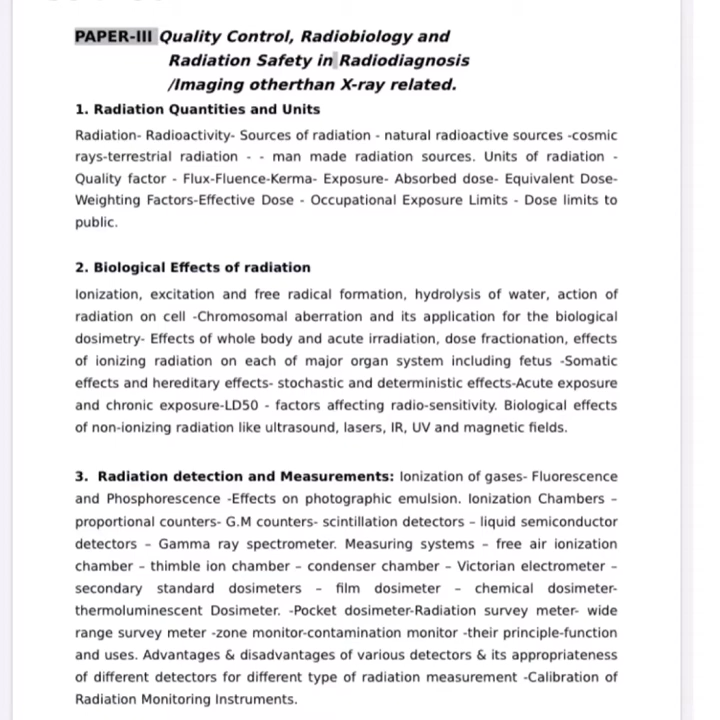 PAPER-III Quality Control, Radiobiology and
Radiation Safety in Radiodiagnosis
/Imaging otherthan X-ray related.
1. Radiation Quantities and Units
Radiation- Radioactivity- Sources of radiation - natural radioactive sources -cosmic
rays-terrestrial radiation - - man made radiation sources. Units of radiation -
Quality factor - Flux-Fluence-Kerma- Exposure- Absorbed dose- Equivalent Dose-
Weighting Factors-Effective Dose - Occupational Exposure Limits - Dose limits to
public.
2. Biological Effects of radiation
Ionization, excitation and free radical formation, hydrolysis of water, action of
radiation on cell -Chromosomal aberration and its application for the biological
dosimetry- Effects of whole body and acute irradiation, dose fractionation, effects
of ionizing radiation on each of major organ system including fetus -Somatic
effects and hereditary effects- stochastic and deterministic effects-Acute exposure
and chronic exposure-LD50 - factors affecting radio-sensitivity. Biological effects
of non-ionizing radiation like ultrasound, lasers, IR, UV and magnetic fields.
3. Radiation detection and Measurements: Ionization of gases- Fluorescence
and Phosphorescence -Effects on photographic emulsion. Ionization Chambers –
proportional counters- G.M counters- scintillation detectors – liquid semiconductor
detectors – Gamma ray spectrometer. Measuring systems – free air ionization
chamber – thimble ion chamber – condenser chamber – Victorian electrometer –
secondary standard dosimeters – film dosimeter – chemical dosimeter-
thermoluminescent Dosimeter. -Pocket dosimeter-Radiation survey meter- wide
range survey meter -zone monitor-contamination monitor -their principle-function
and uses. Advantages & disadvantages of various detectors & its appropriateness
of different detectors for different type of radiation measurement -Calibration of
Radiation Monitoring Instruments.